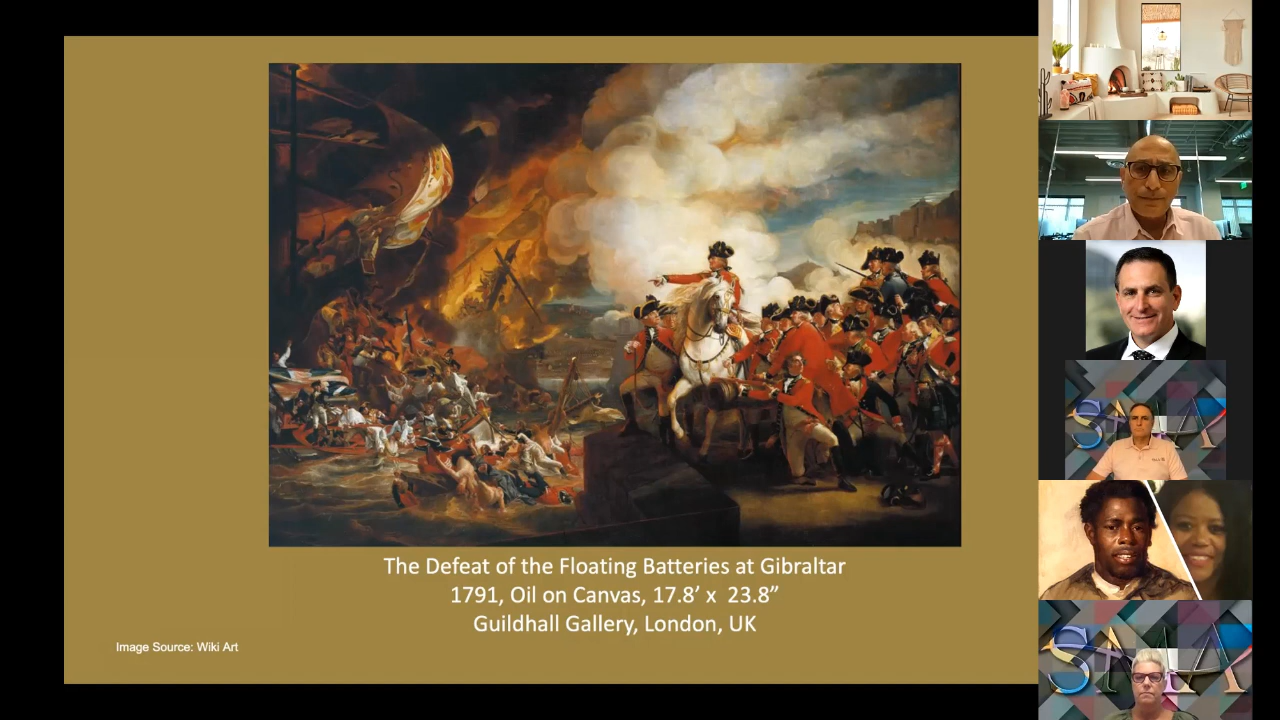 The Defeat of the Floating Batteries at Gibraltar
1791, Oil on Canvas, 17.8’ x 23.8”
Guildhall Gallery, London, UK
Image Source: Wiki Art